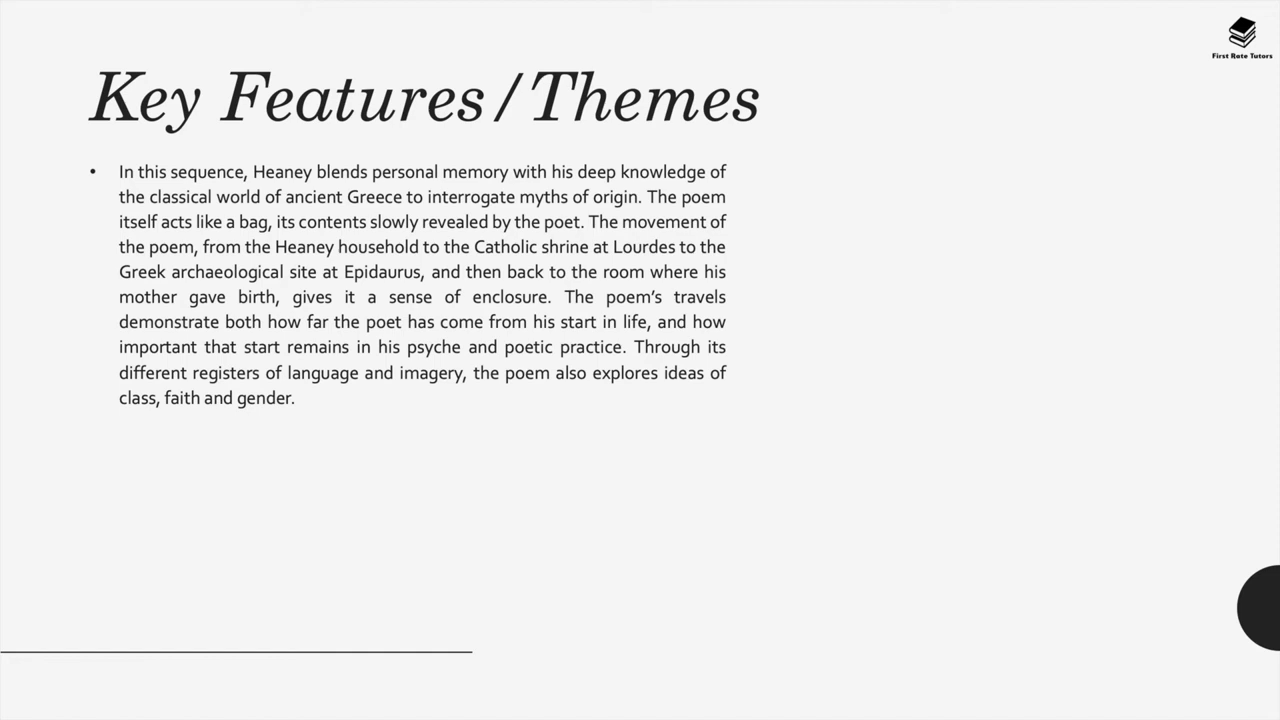 First Rate Tutors
Key Features/Themes
• In this sequence, Heaney blends personal memory with his deep knowledge of
the classical world of ancient Greece to interrogate myths of origin. The poem
itself acts like a bag, its contents slowly revealed by the poet. The movement of
the poem, from the Heaney household to the Catholic shrine at Lourdes to the
Greek archaeological site at Epidaurus, and then back to the room where his
mother gave birth, gives it a sense of enclosure. The poem’s travels
demonstrate both how far the poet has come from his start in life, and how
important that start remains in his psyche and poetic practice. Through its
different registers of language and imagery, the poem also explores ideas of
class, faith and gender.